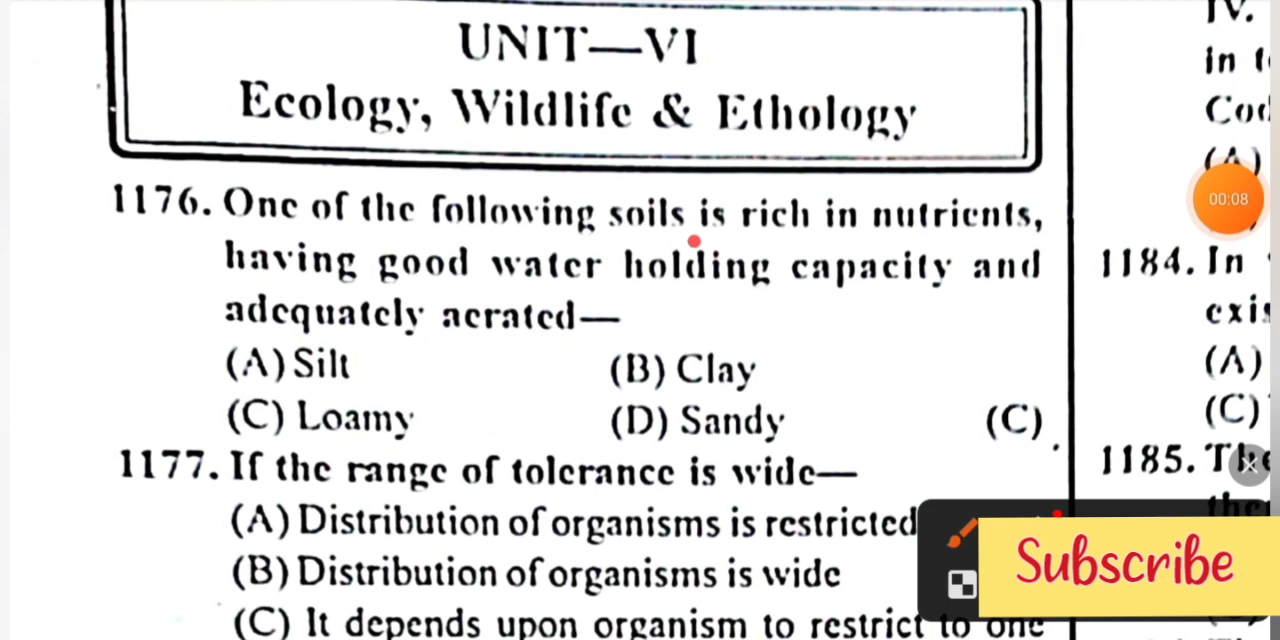 UNIT—VI
Ecology, Wildlife & Ethology
1176. One of the following soils is rich in nutrients,
having good water holding capacity and
adequately aerated—
(A) Silt (B) Clay
(C) Loamy (D) Sandy (C)
1177. If the range of tolerance is wide—
(A) Distribution of organisms is restricted
(B) Distribution of organisms is wide
(C) It depends upon organism to restrict to one
IV.
in
(A)
1184. In
(A)
(C)
1185. The
00:08
Subscribe